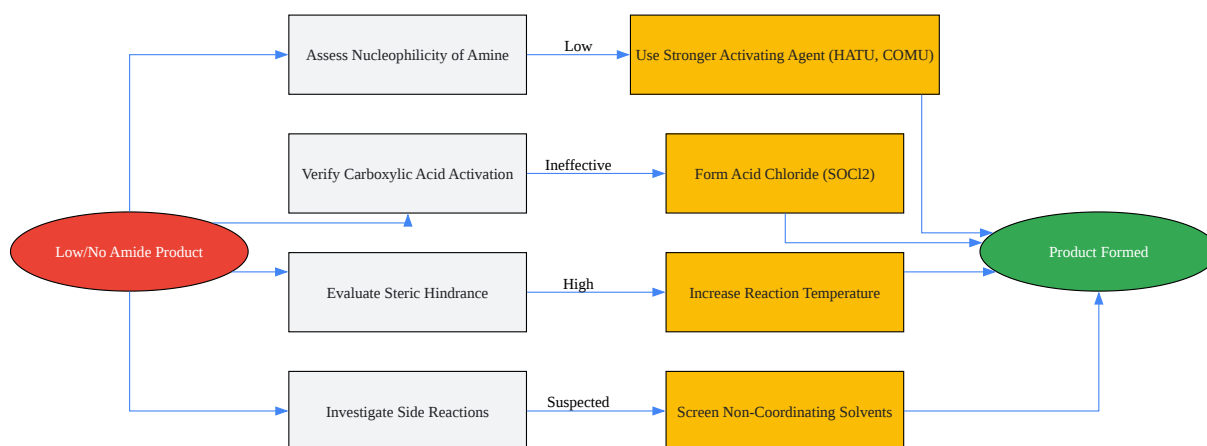 Assess Nucleophilicity of Amine
Low
Use Stronger Activating Agent (HATU, COMU)
Verify Carboxylic Acid Activation
Ineffective
Form Acid Chloride (SOCl2)
Low/No Amide Product
Product Formed
Evaluate Steric Hindrance
High
Increase Reaction Temperature
Investigate Side Reactions
Suspected
Screen Non-Coordinating Solvents